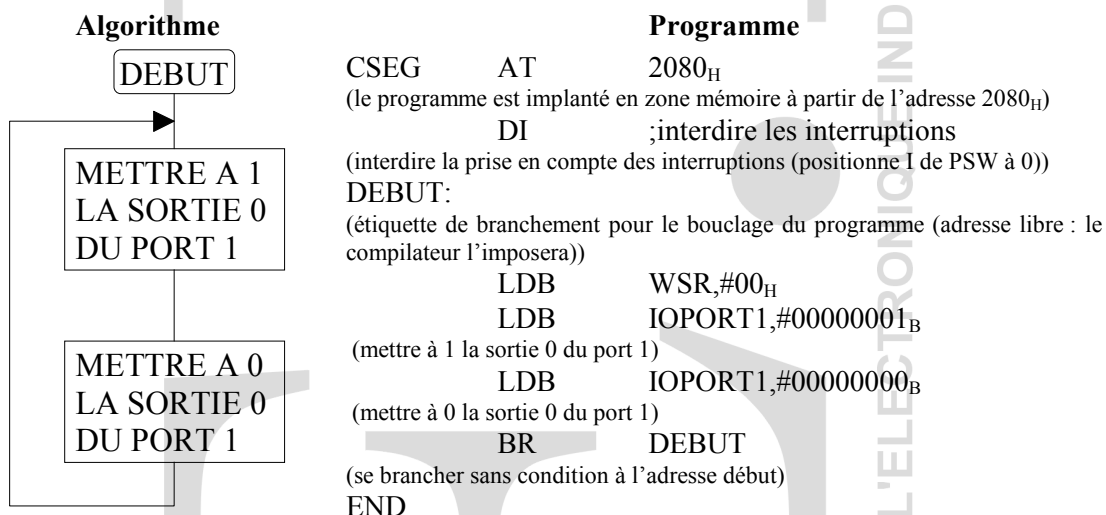 Algorithme
DEBUT
METTRE A 1
LA SORTIE 0
DU PORT 1
METTRE A 0
LA SORTIE 0
DU PORT 1
Programme
CSEG AT 2080H
(le programme est implanté en zone mémoire à partir de l’adresse 2080H)
DI ;interdire les interruptions
(interdire la prise en compte des interruptions (positionne I de PSW à 0))
DEBUT:
(étiquette de branchement pour le bouclage du programme (adresse libre : le
compilateur l’imposera))
LDB WSR,#00H
LDB IOPORT1,#00000001B
(mettre à 1 la sortie 0 du port 1)
LDB IOPORT1,#00000000B
(mettre à 0 la sortie 0 du port 1)
BR DEBUT
(se brancher sans condition à l’adresse début)
END
L'ELECTRONIQUE IND